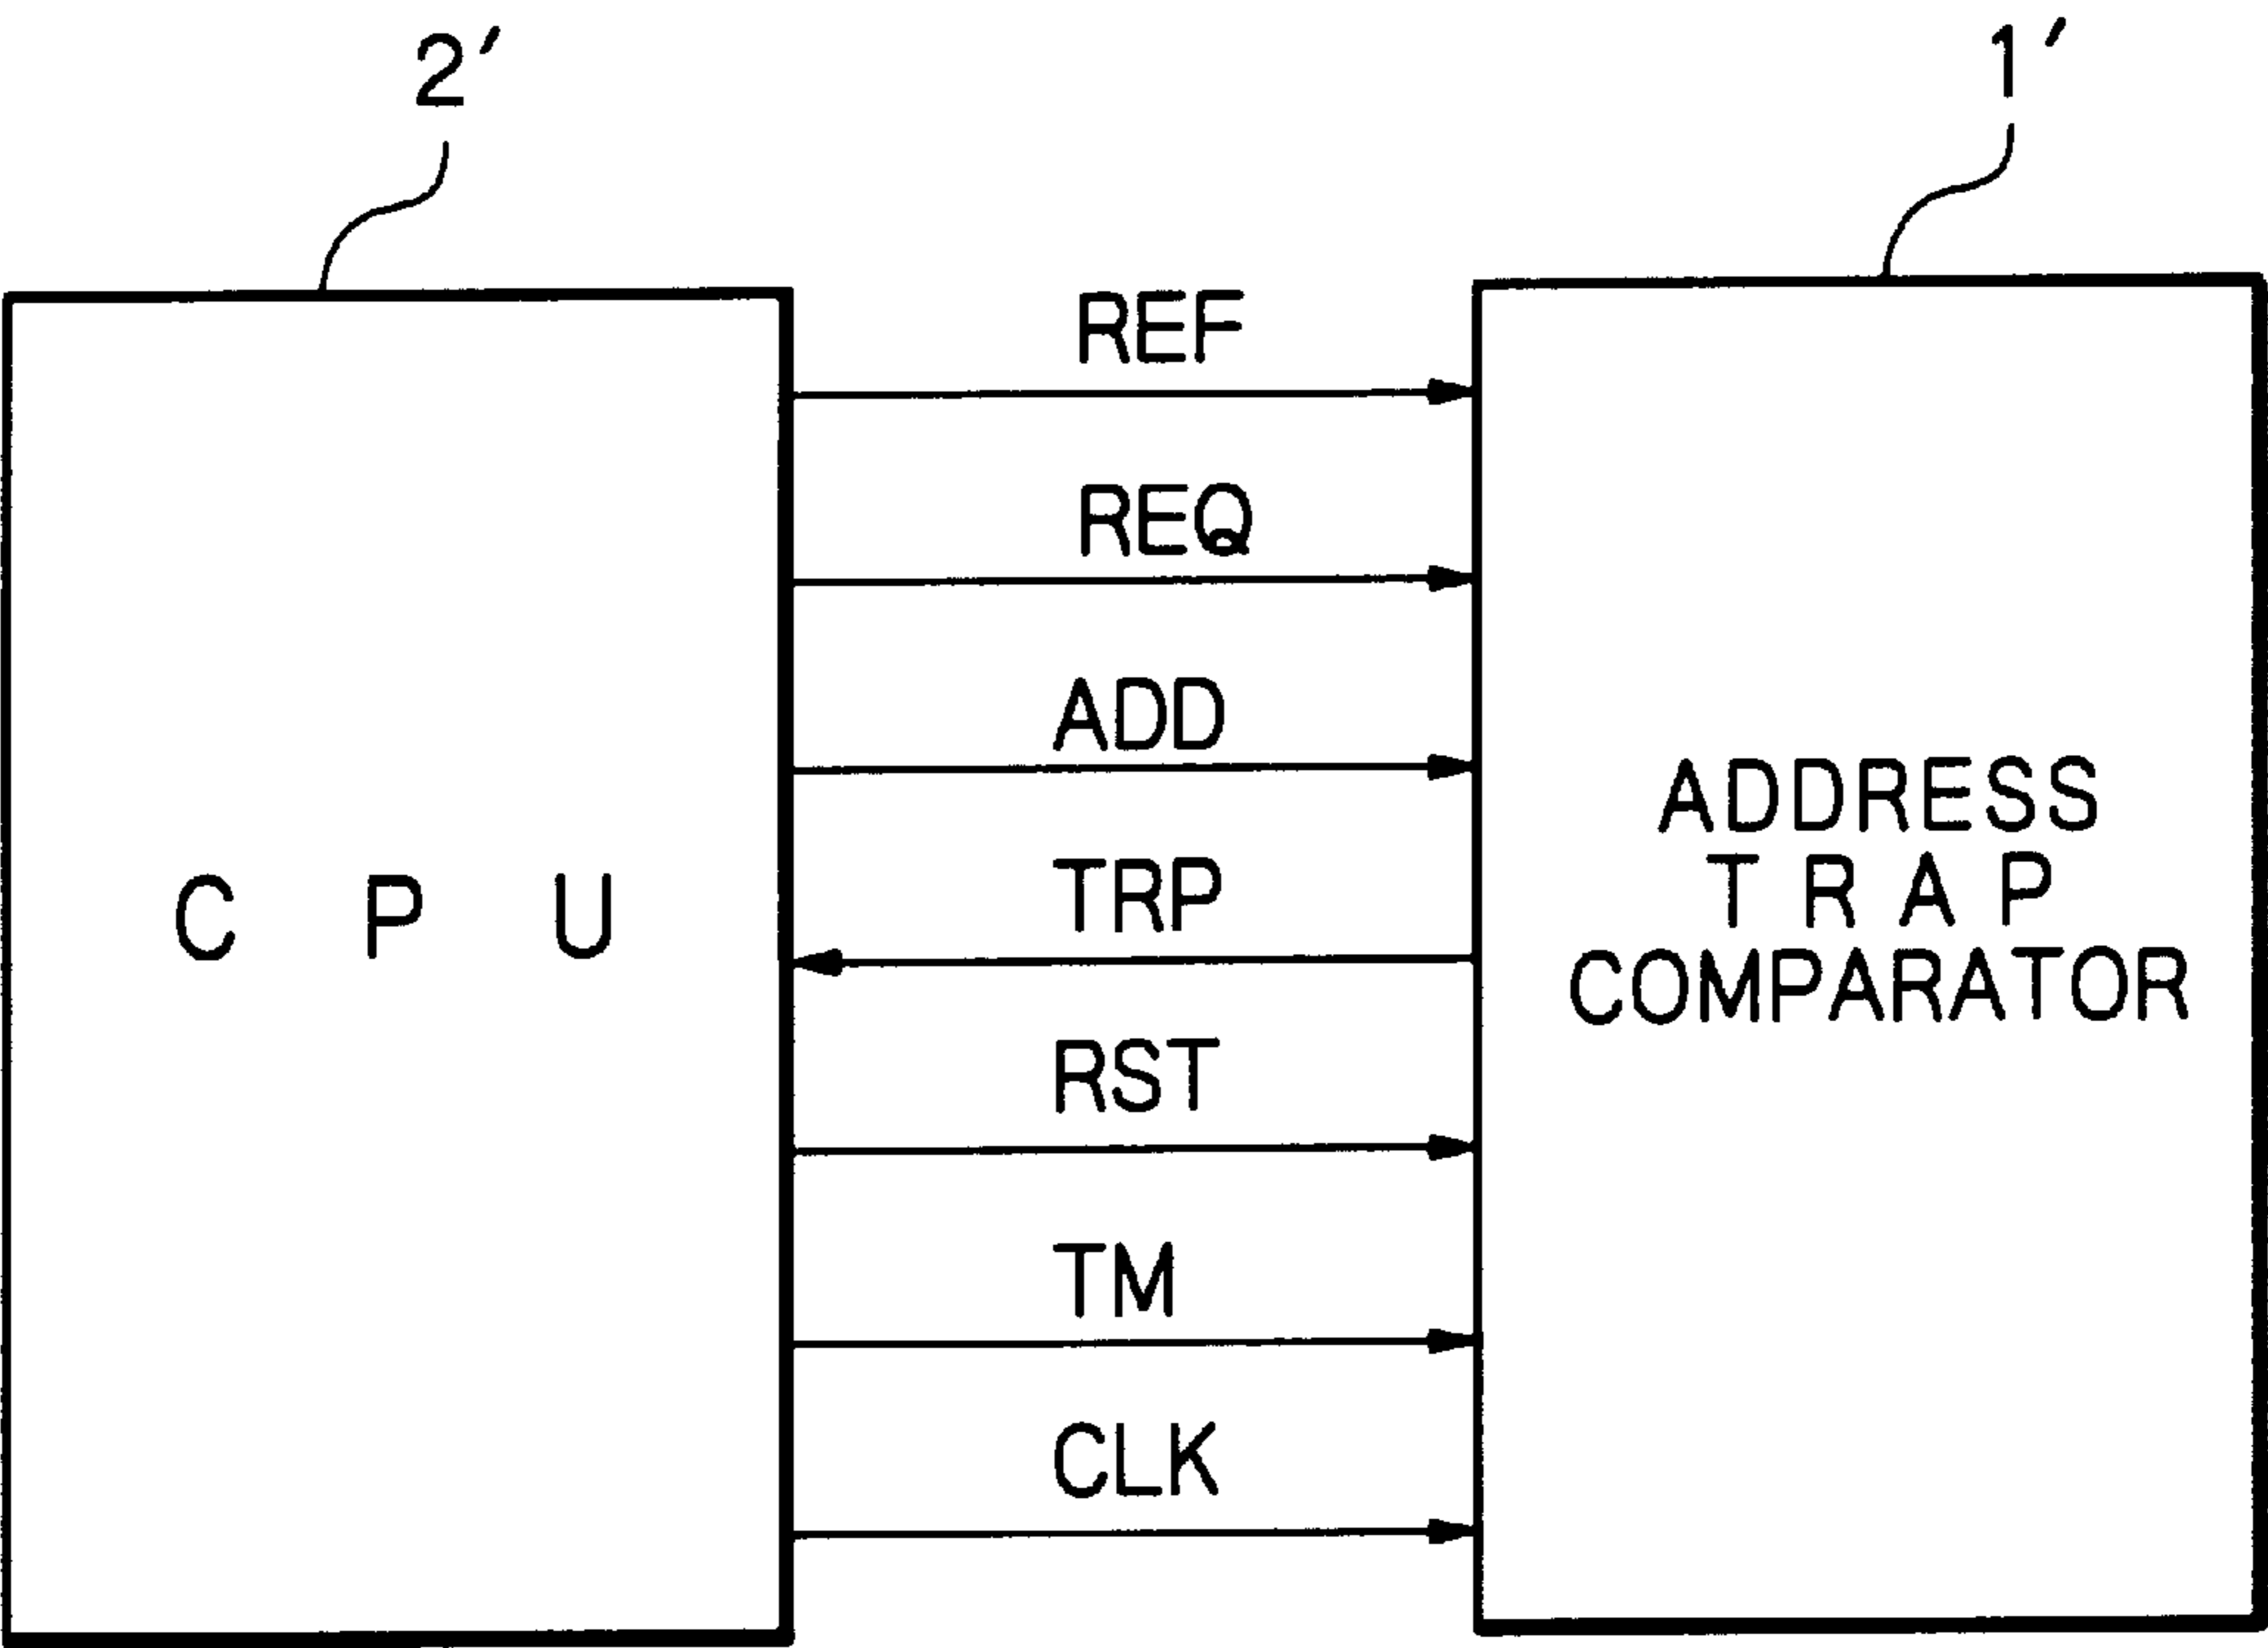 2′
1′
REF
REQ
ADD
TRP
RST
TM
CLK
C P U
ADDRESS
TRAP
COMPARATOR